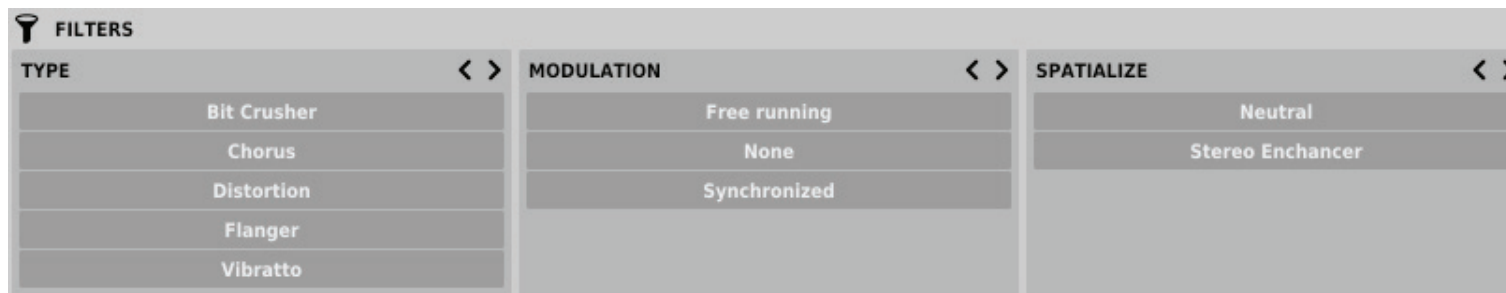 FILTERS
TYPE
Bit Crusher
Chorus
Distortion
Flanger
Vibratto
MODULATION
Free running
None
Synchronized
SPATIALIZE
Neutral
Stereo Enchancer